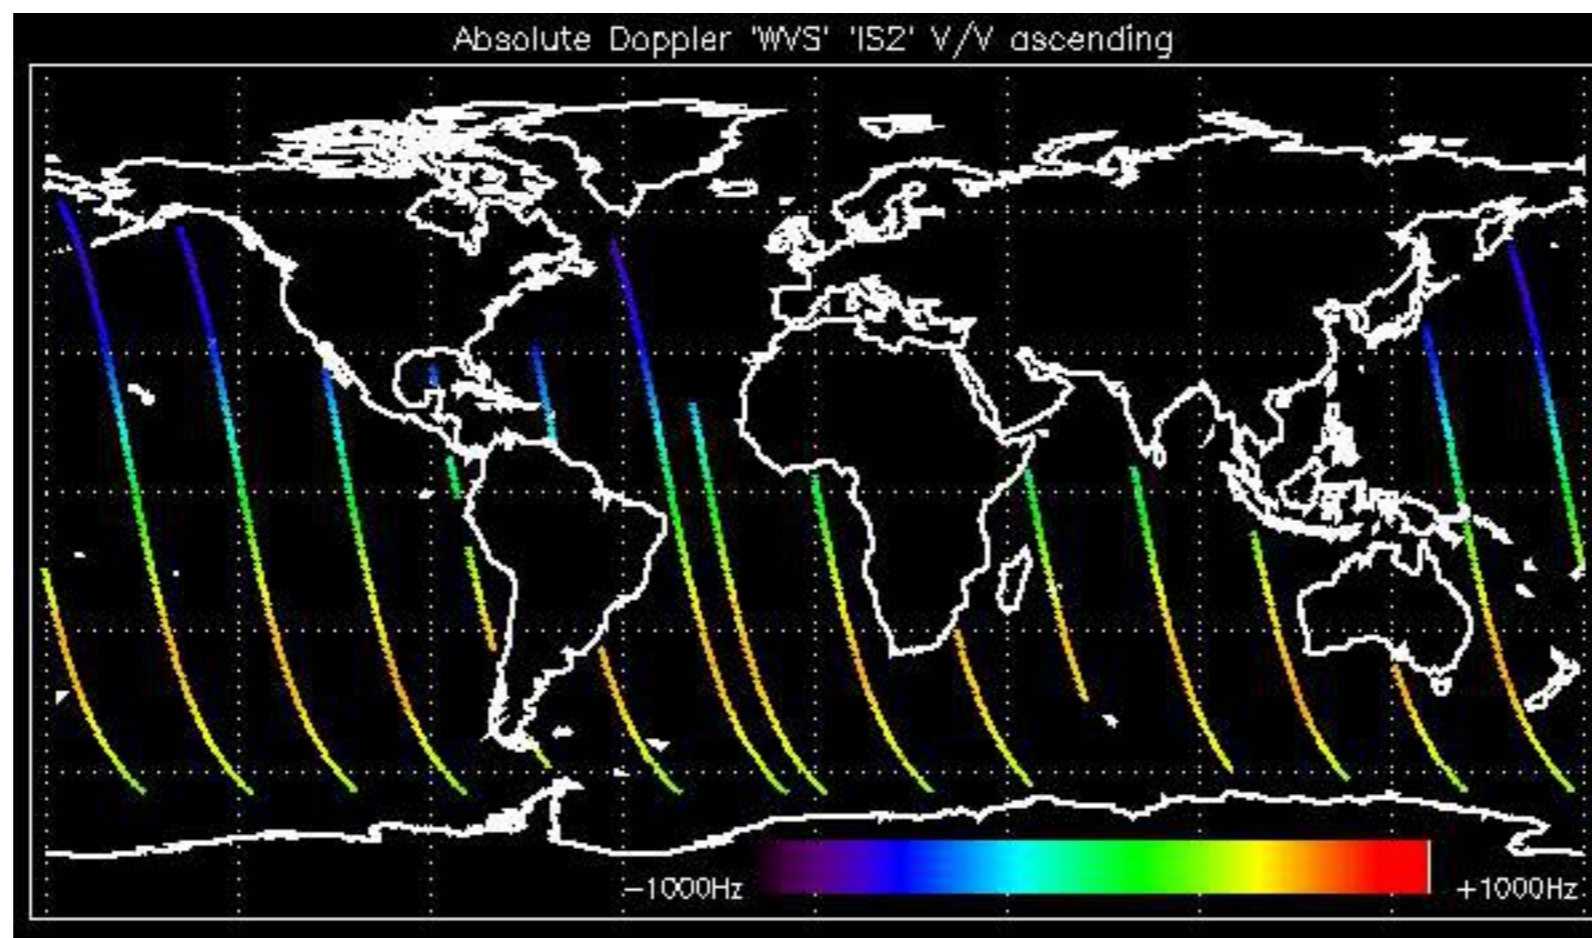 Absolute Doppler 'WVS' 'IS2' V/V ascending
−1000Hz +1000Hz